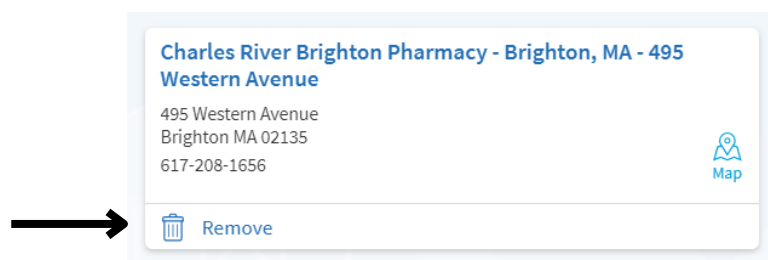 Charles River Brighton Pharmacy - Brighton, MA - 495
Western Avenue
495 Western Avenue
Brighton MA 02135
617-208-1656
Map
Remove